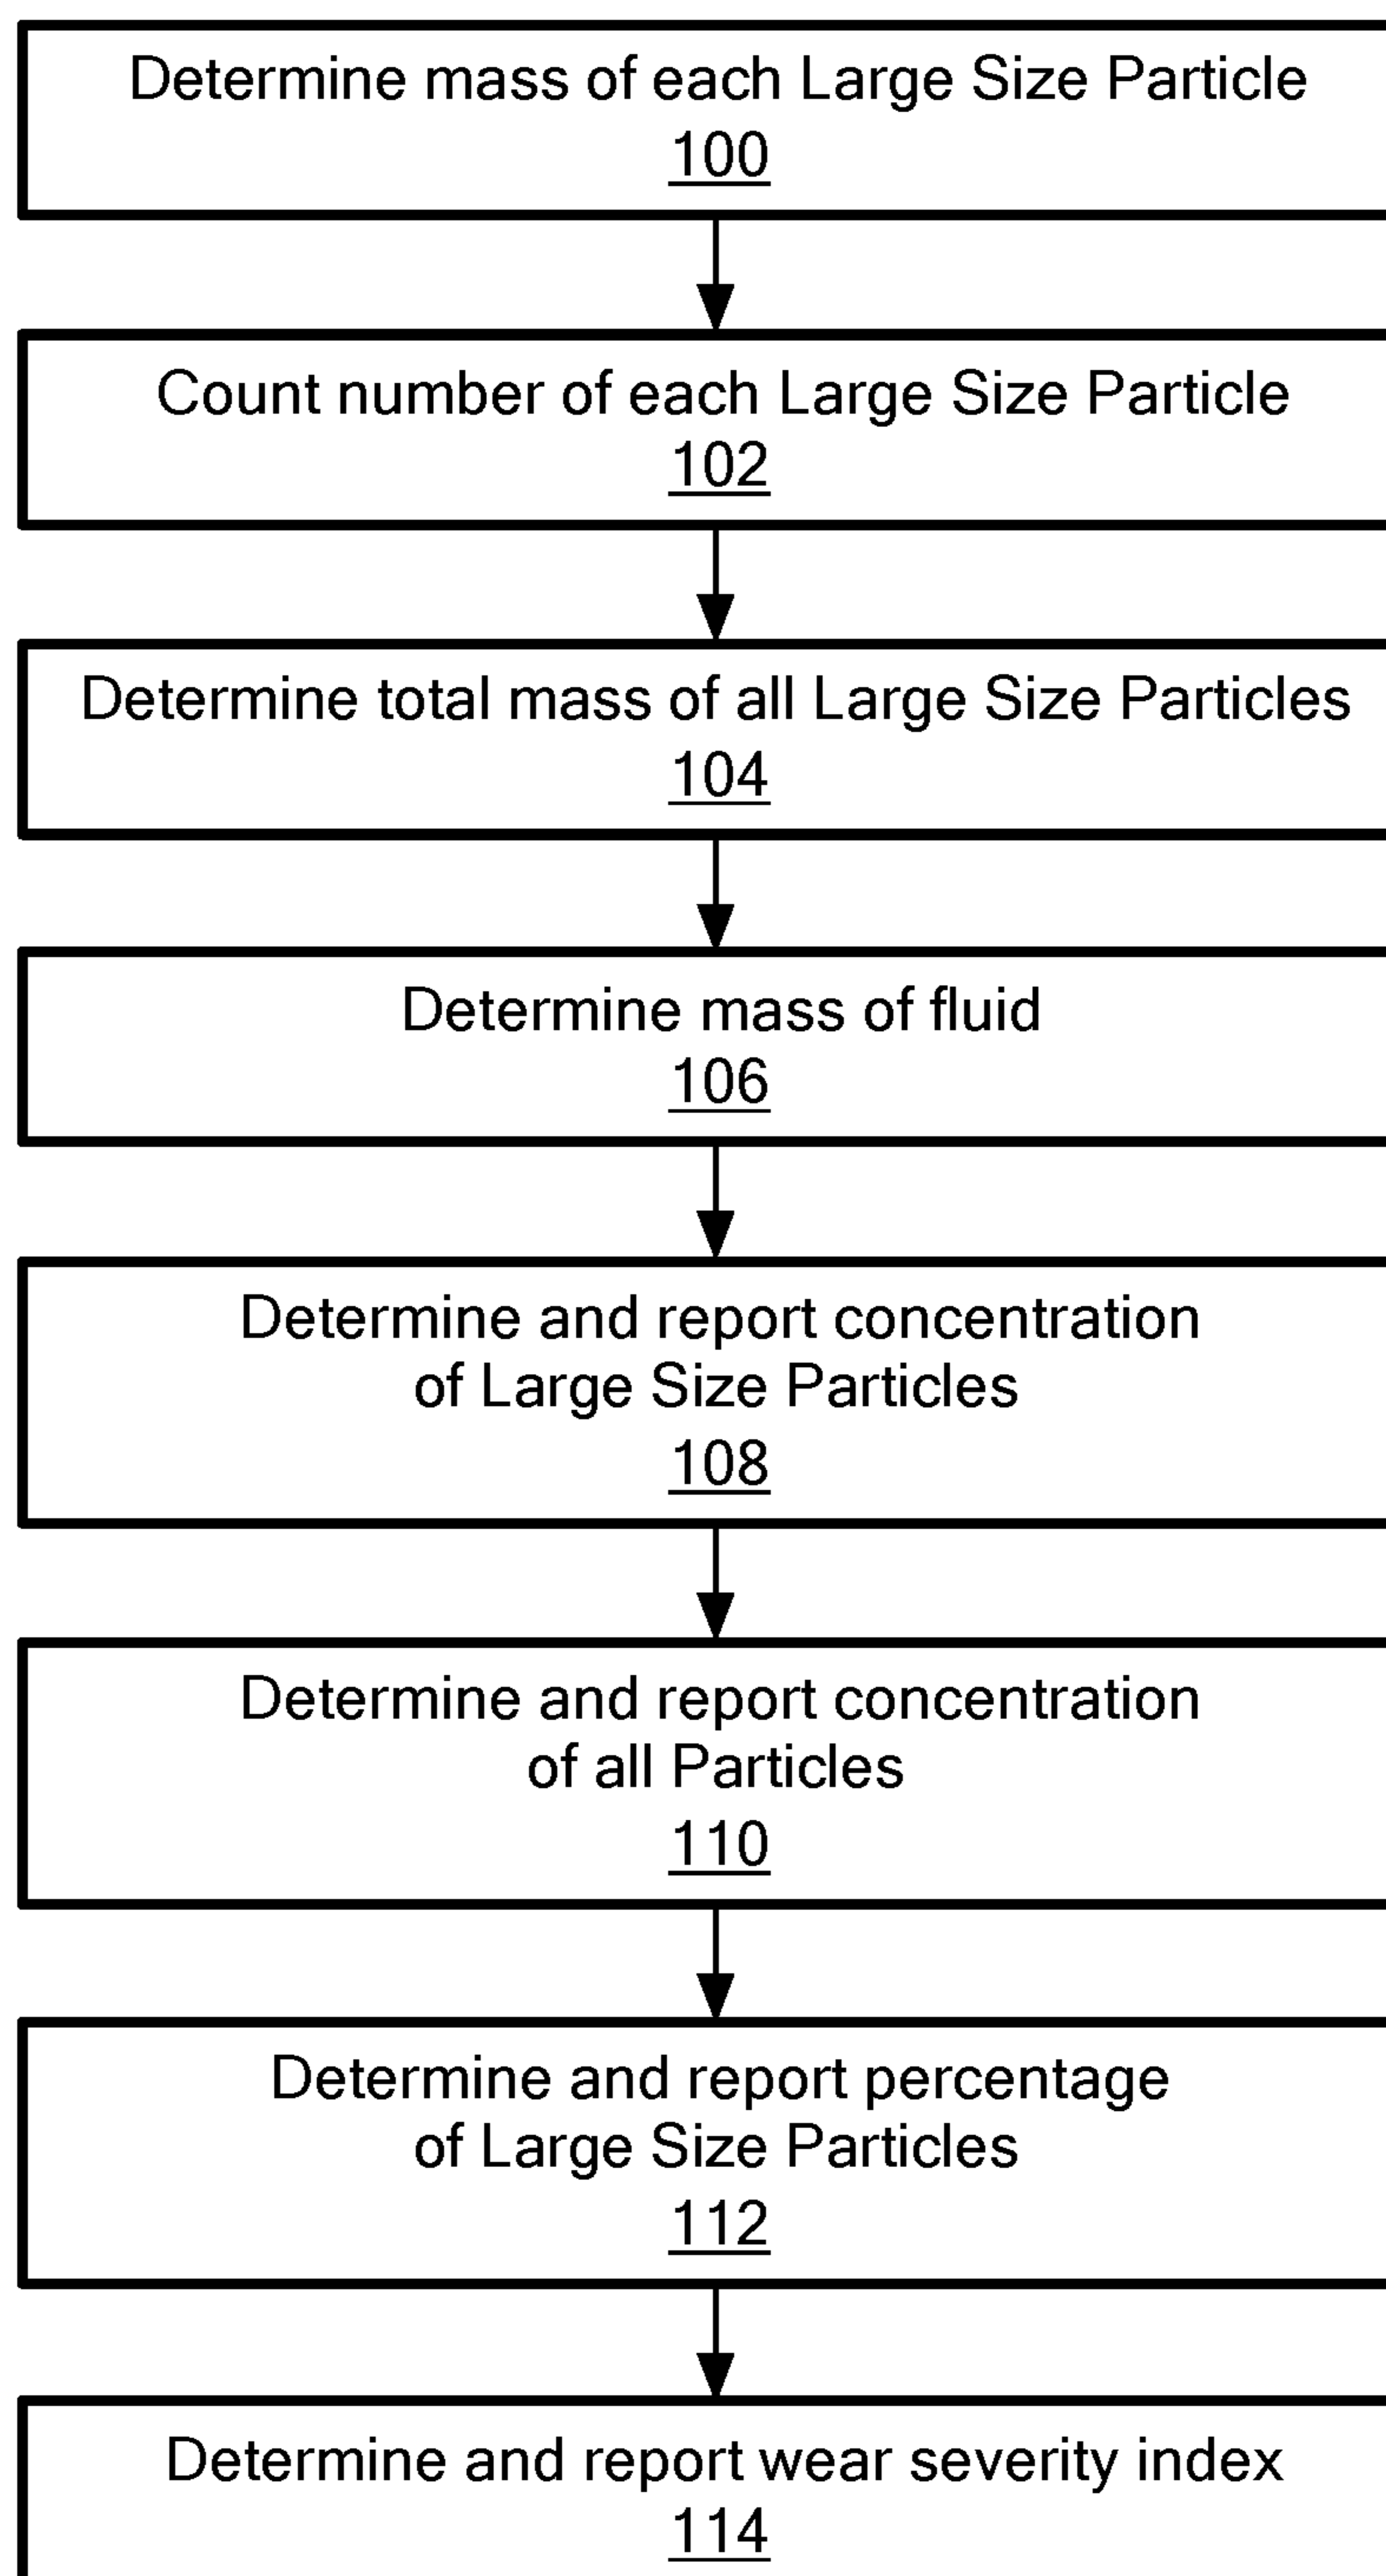 Determine mass of each Large Size Particle
100
Count number of each Large Size Particle
102
Determine total mass of all Large Size Particles
104
Determine mass of fluid
106
Determine and report concentration
of Large Size Particles
108
Determine and report concentration
of all Particles
110
Determine and report percentage
of Large Size Particles
112
Determine and report wear severity index
114